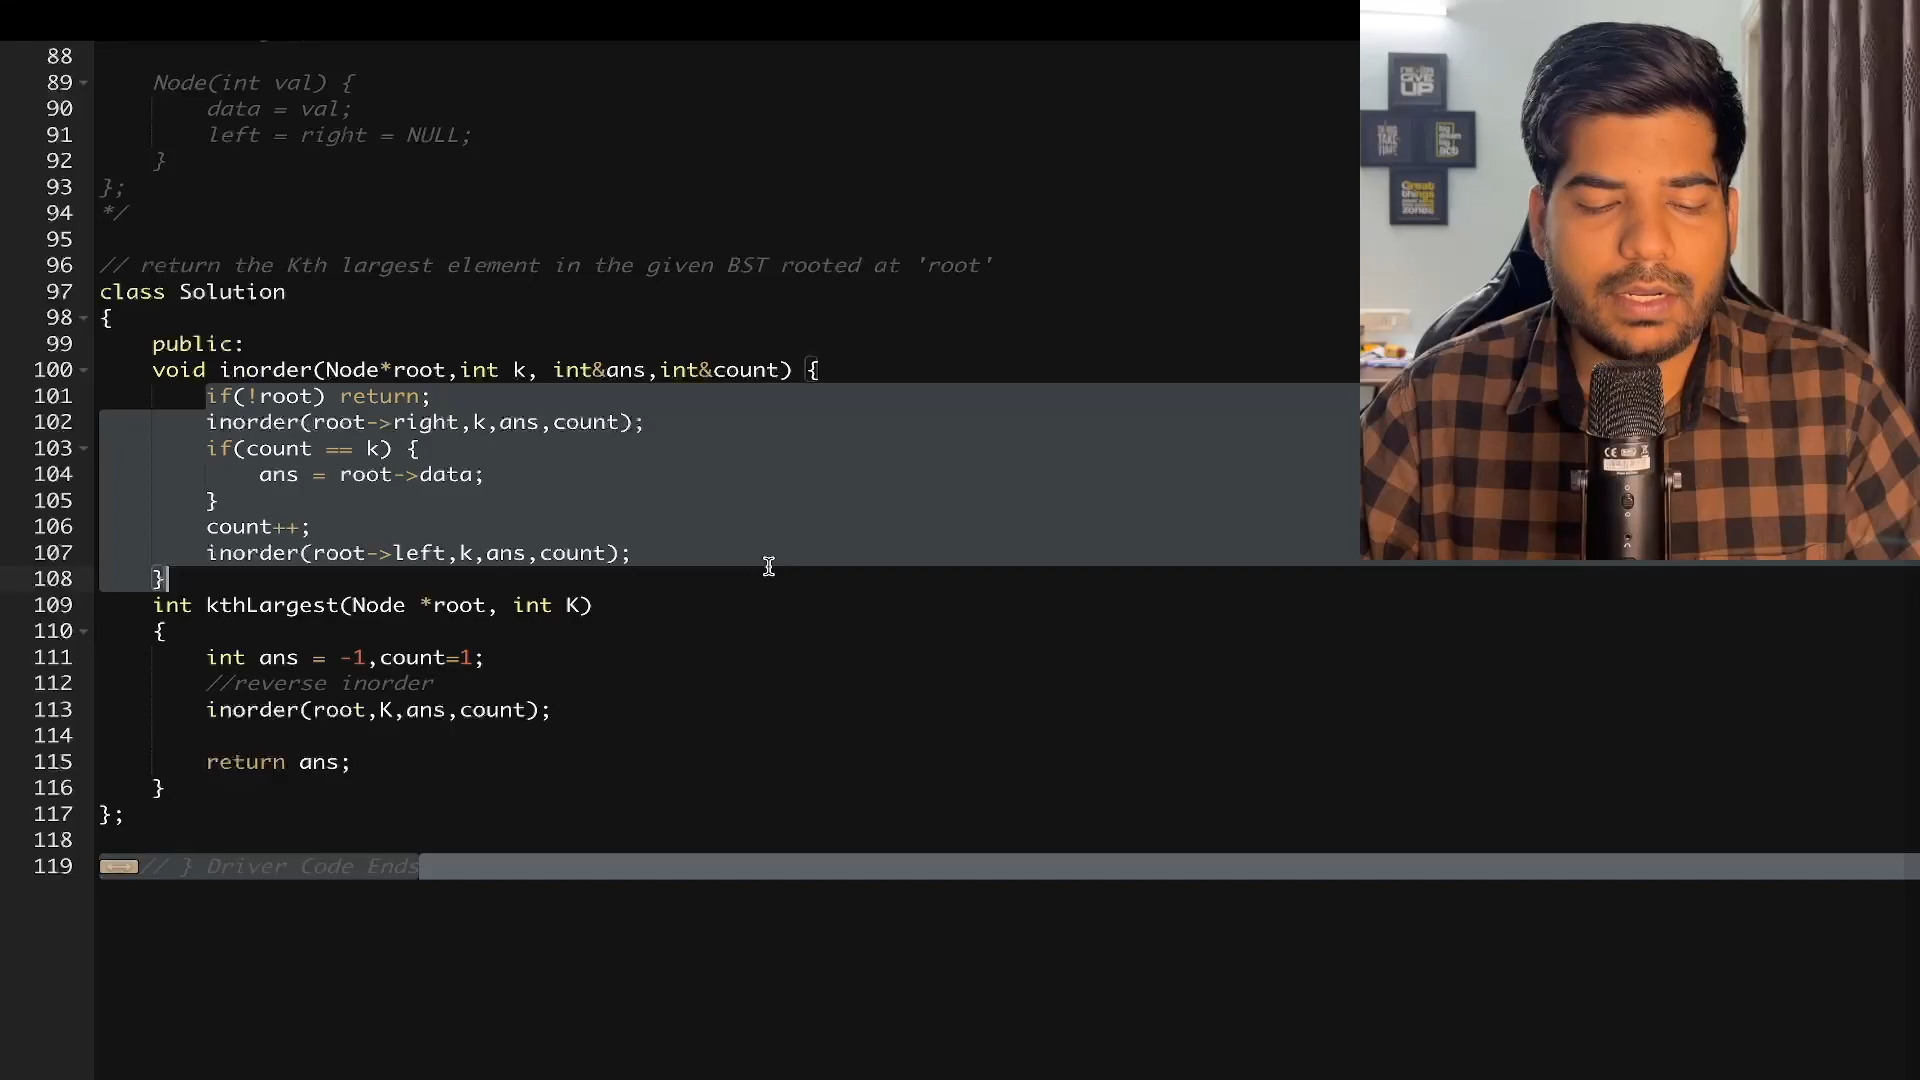 88
89 Node(int val) {
90 data = val;
91 left = right = NULL;
92 }
93 };
94 */
95
96 // return the Kth largest element in the given BST rooted at 'root'
97 class Solution
98 {
99 public:
100 void inorder(Node*root,int k, int&ans,int&count) {
101 if(!root) return;
102 inorder(root->right,k,ans,count);
103 if(count == k) {
104 ans = root->data;
105 }
106 count++;
107 inorder(root->left,k,ans,count);
108 }
109 int kthLargest(Node *root, int K)
110 {
111 int ans = -1,count=1;
112 //reverse inorder
113 inorder(root,K,ans,count);
114
115 return ans;
116 }
117 };
118
119 // } Driver Code Ends
GIVE
UP
Great
things
zones